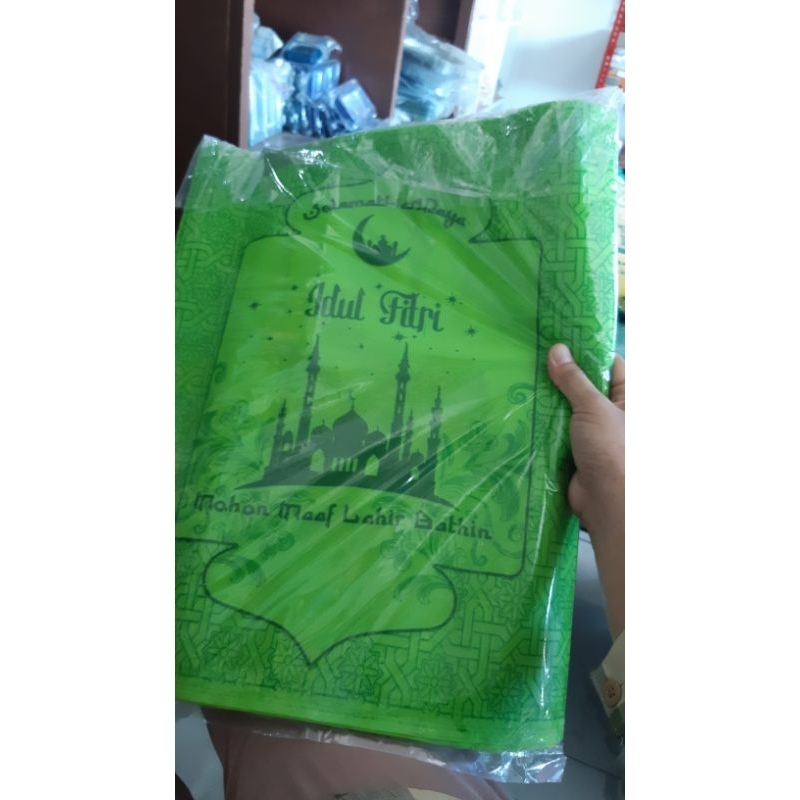 Selamat Hari Raya
Idul Fitri
Mohon Maaf Lahir Bathin